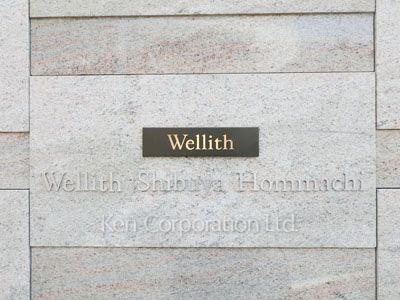 Wellith
Wellith Shibuya Hommachi
Ken Corporation Ltd.